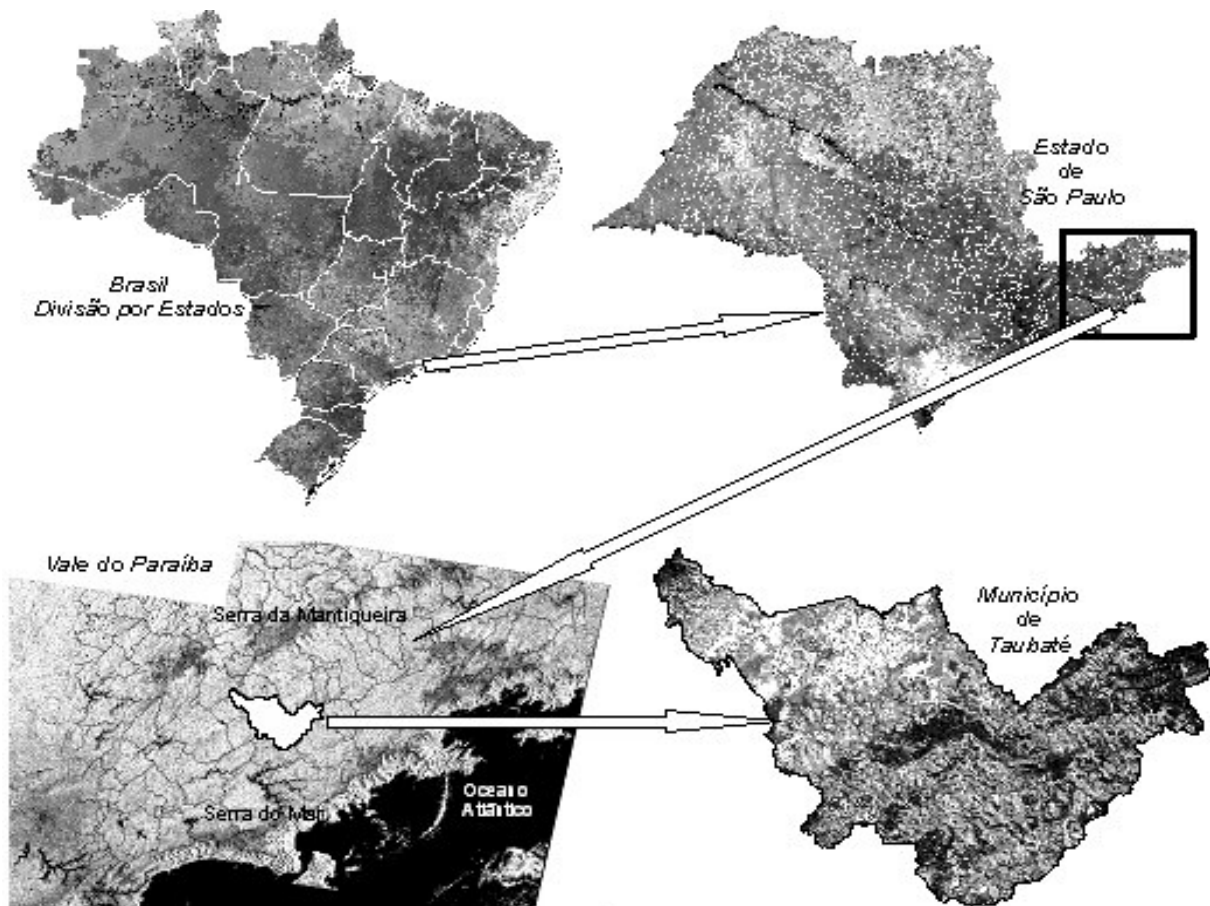 Brasil
Divisão por Estados
Estado
de
São Paulo
Vale do Paraíba
Serra da Mantiqueira
Serra do Mar
Oceano
Atlântico
Município
de
Taubaté